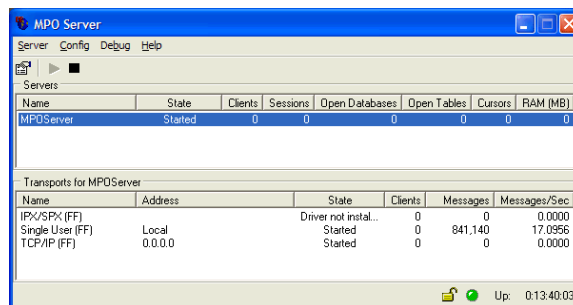 MPO Server
Server Config Debug Help
Servers
Name State Clients Sessions Open Databases Open Tables Cursors RAM (MB)
MPOServer Started 0 0 0 0 0 0
Transports for MPOServer
Name Address State Clients Messages Messages/Sec
IPX/SPX (FF) Driver not instal... 0 0 0.0000
Single User (FF) Local Started 0 841,140 17.0956
TCP/IP (FF) 0.0.0.0 Started 0 0 0.0000
Up: 0:13:40:03